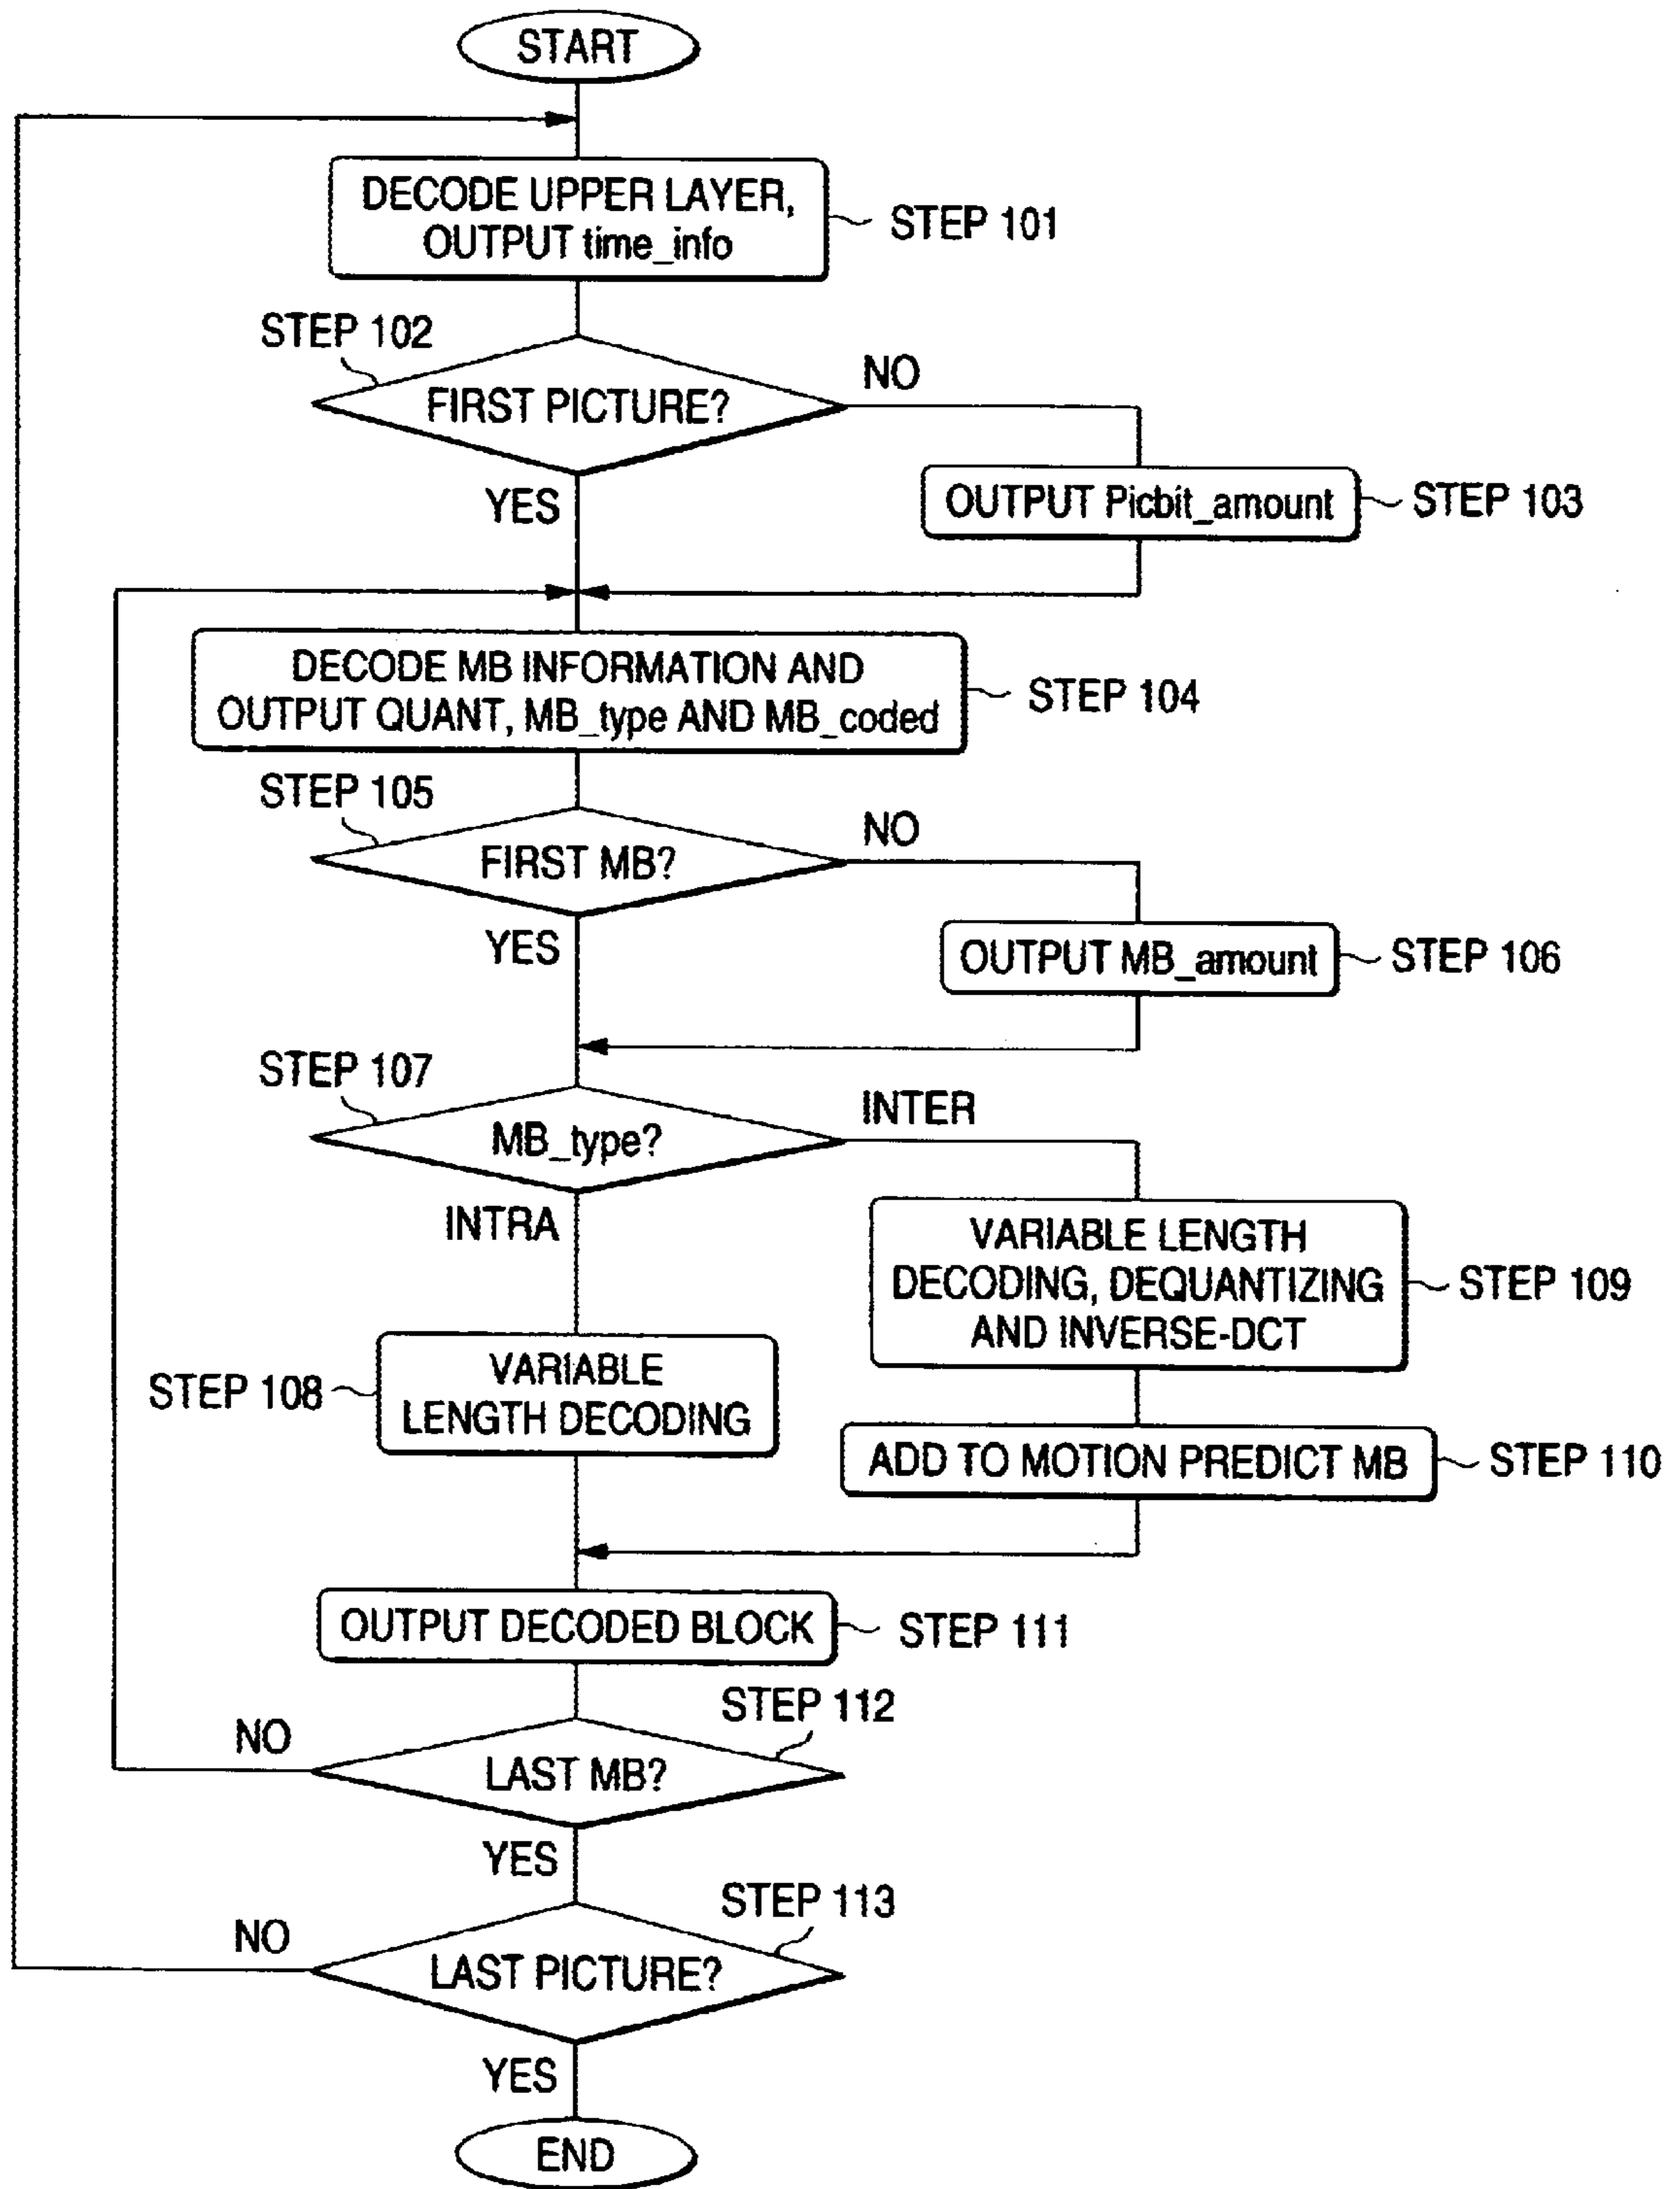 START
DECODE UPPER LAYER,
OUTPUT time_info
STEP 101
STEP 102
FIRST PICTURE?
NO
YES
OUTPUT Picbit_amount
STEP 103
DECODE MB INFORMATION AND
OUTPUT QUANT, MB_type AND MB_coded
STEP 104
STEP 105
FIRST MB?
NO
YES
OUTPUT MB_amount
STEP 106
STEP 107
MB_type?
INTER
INTRA
VARIABLE LENGTH
DECODING, DEQUANTIZING
AND INVERSE-DCT
STEP 109
STEP 108
VARIABLE
LENGTH DECODING
ADD TO MOTION PREDICT MB
STEP 110
OUTPUT DECODED BLOCK
STEP 111
STEP 112
NO
LAST MB?
YES
STEP 113
NO
LAST PICTURE?
YES
END